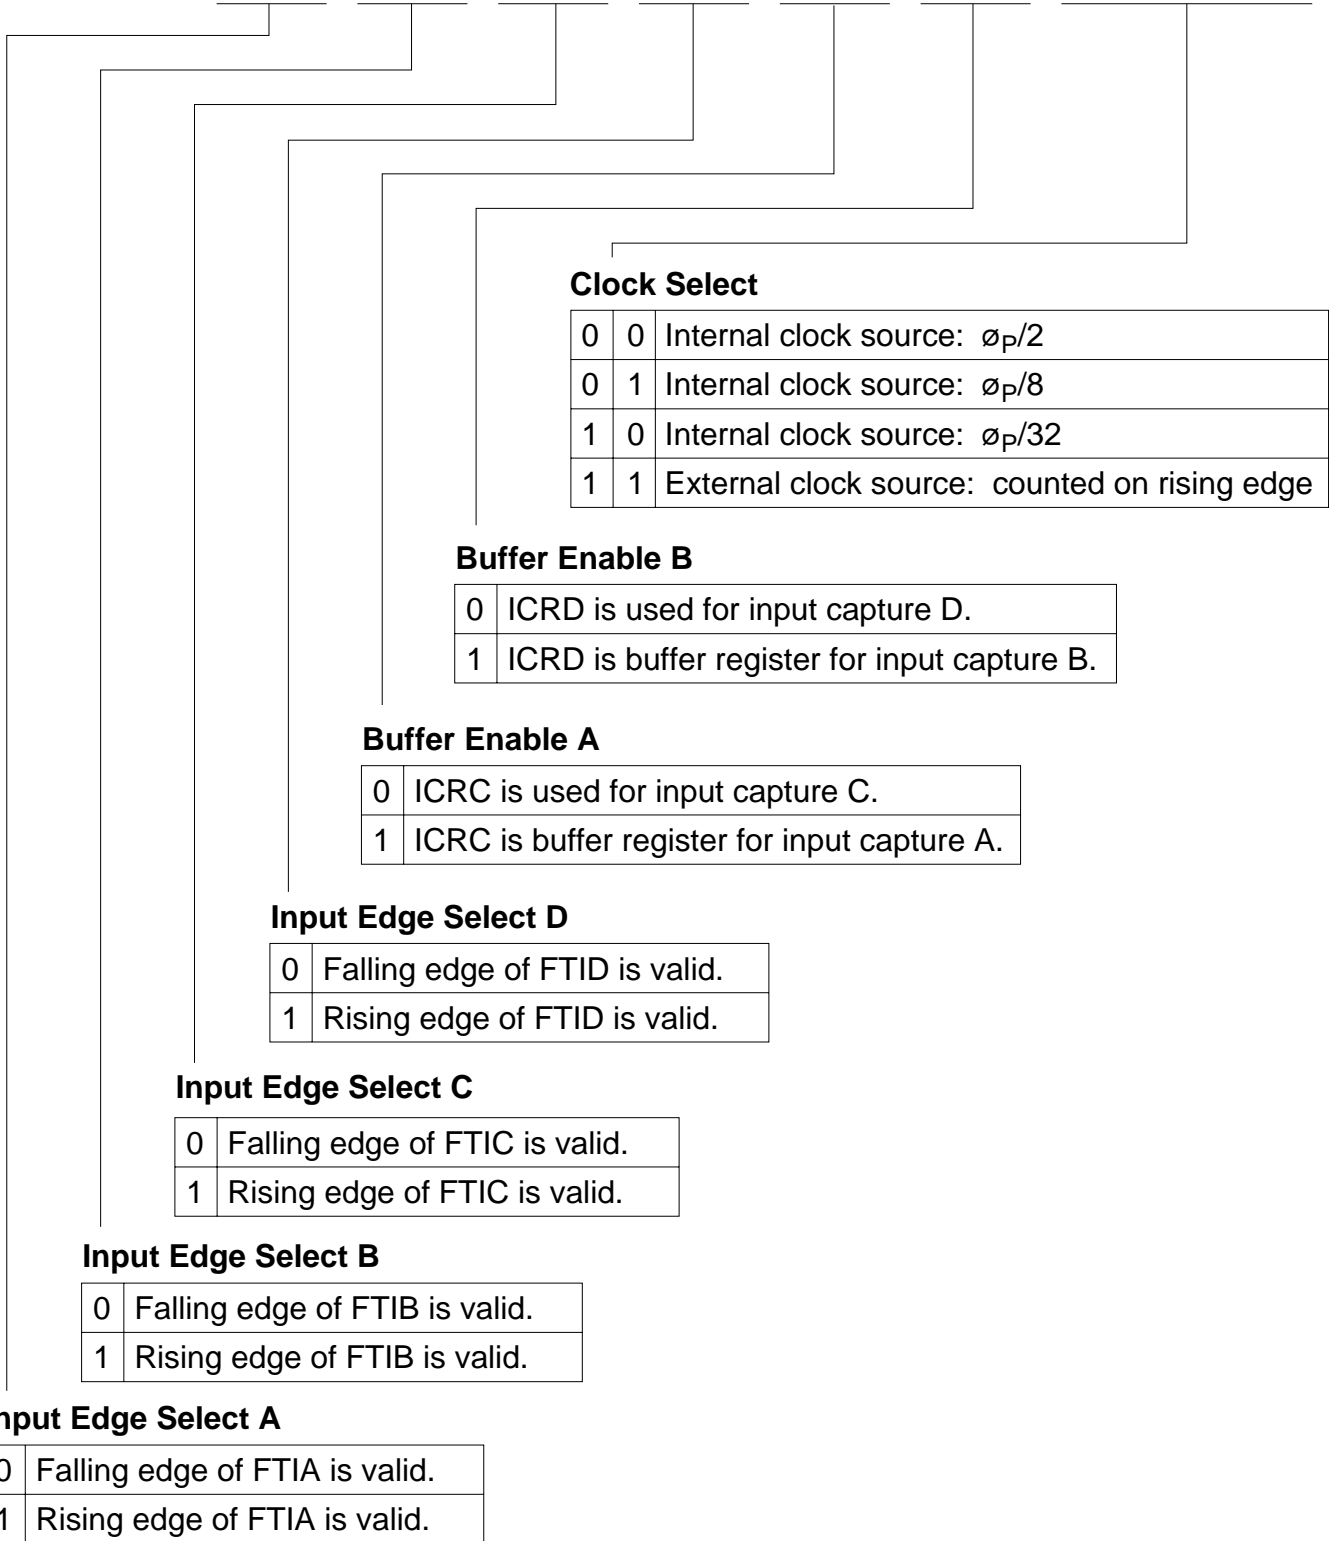 Clock Select
0 0 Internal clock source: øP/2
0 1 Internal clock source: øP/8
1 0 Internal clock source: øP/32
1 1 External clock source: counted on rising edge
Buffer Enable B
0 ICRD is used for input capture D.
1 ICRD is buffer register for input capture B.
Buffer Enable A
0 ICRC is used for input capture C.
1 ICRC is buffer register for input capture A.
Input Edge Select D
0 Falling edge of FTID is valid.
1 Rising edge of FTID is valid.
Input Edge Select C
0 Falling edge of FTIC is valid.
1 Rising edge of FTIC is valid.
Input Edge Select B
0 Falling edge of FTIB is valid.
1 Rising edge of FTIB is valid.
nput Edge Select A
0 Falling edge of FTIA is valid.
1 Rising edge of FTIA is valid.